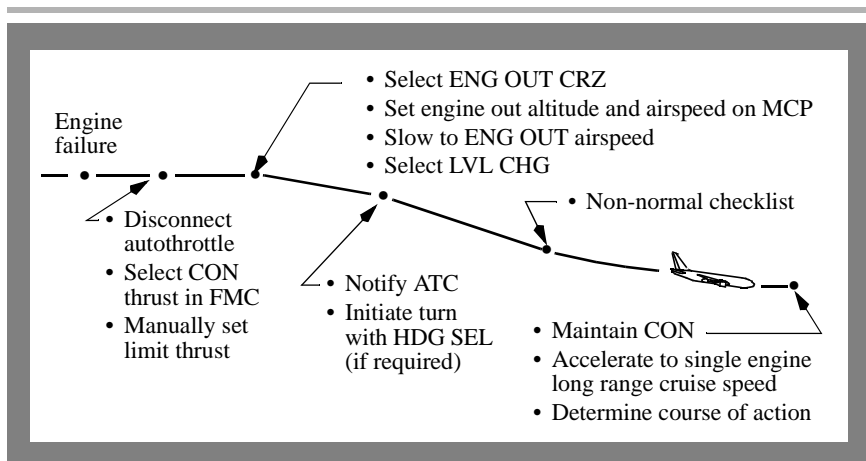 Engine
failure
• Disconnect
autothrottle
• Select CON
thrust in FMC
• Manually set
limit thrust
• Select ENG OUT CRZ
• Set engine out altitude and airspeed on MCP
• Slow to ENG OUT airspeed
• Select LVL CHG
• Notify ATC
• Initiate turn
with HDG SEL
(if required)
• Non-normal checklist
• Maintain CON
• Accelerate to single engine
long range cruise speed
• Determine course of action